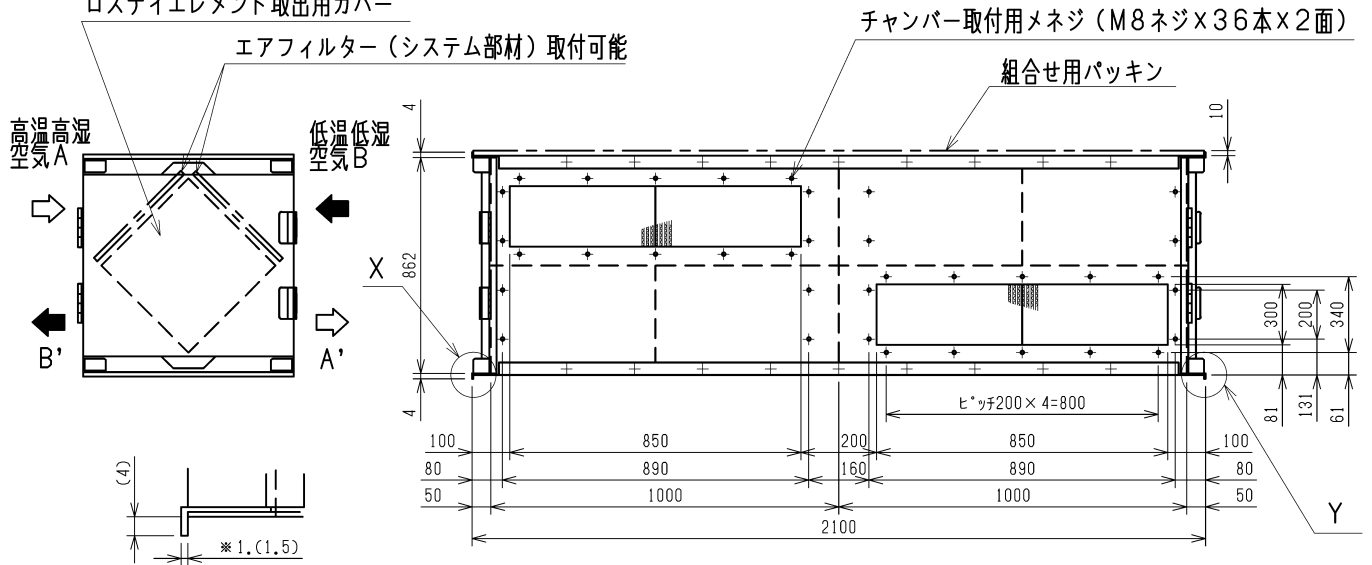 ロスナイエレメント取出用カバー
エアフィルター（システム部材）取付可能
チャンバー取付用メネジ（M8ネジ×36本×2面）
組合せ用パッキン
高温高湿
空気A
低温低湿
空気B
B'
A'
X
Y
4
862
4
10
300
200
340
81
131
61
ピッチ200×4=800
100
850
200
850
100
80
890
160
890
80
50
1000
1000
50
2100
(4)
※1.(1.5)